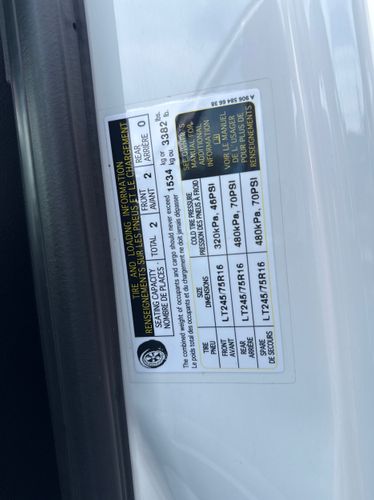 TIRE AND LOADING INFORMATION
RENSEIGNEMENTS SUR LES PNEUS ET LE CHARGEMENT
SEATING CAPACITY TOTAL 2 FRONT 2 REAR 0
NOMBRE DE PLACES AVANT ARRIÈRE
The combined weight of occupants and cargo should never exceed 1534 kg or 3382 lbs.
Le poids total des occupants et du chargement ne doit jamais dépasser kg ou lb.
TIRE SIZE COLD TIRE PRESSURE
PNEU DIMENSIONS PRESSION DES PNEUS À FROID
FRONT LT245/75R16 320kPa, 46PSI
AVANT
REAR LT245/75R16 480kPa, 70PSI
ARRIÈRE
SPARE LT245/75R16 480kPa, 70PSI
DE SECOURS
SEE OWNER'S
MANUAL FOR
ADDITIONAL
INFORMATION
VOIR LE MANUEL
DE L'USAGER
POUR PLUS DE
RENSEIGNEMENTS
A 906 584 66 38